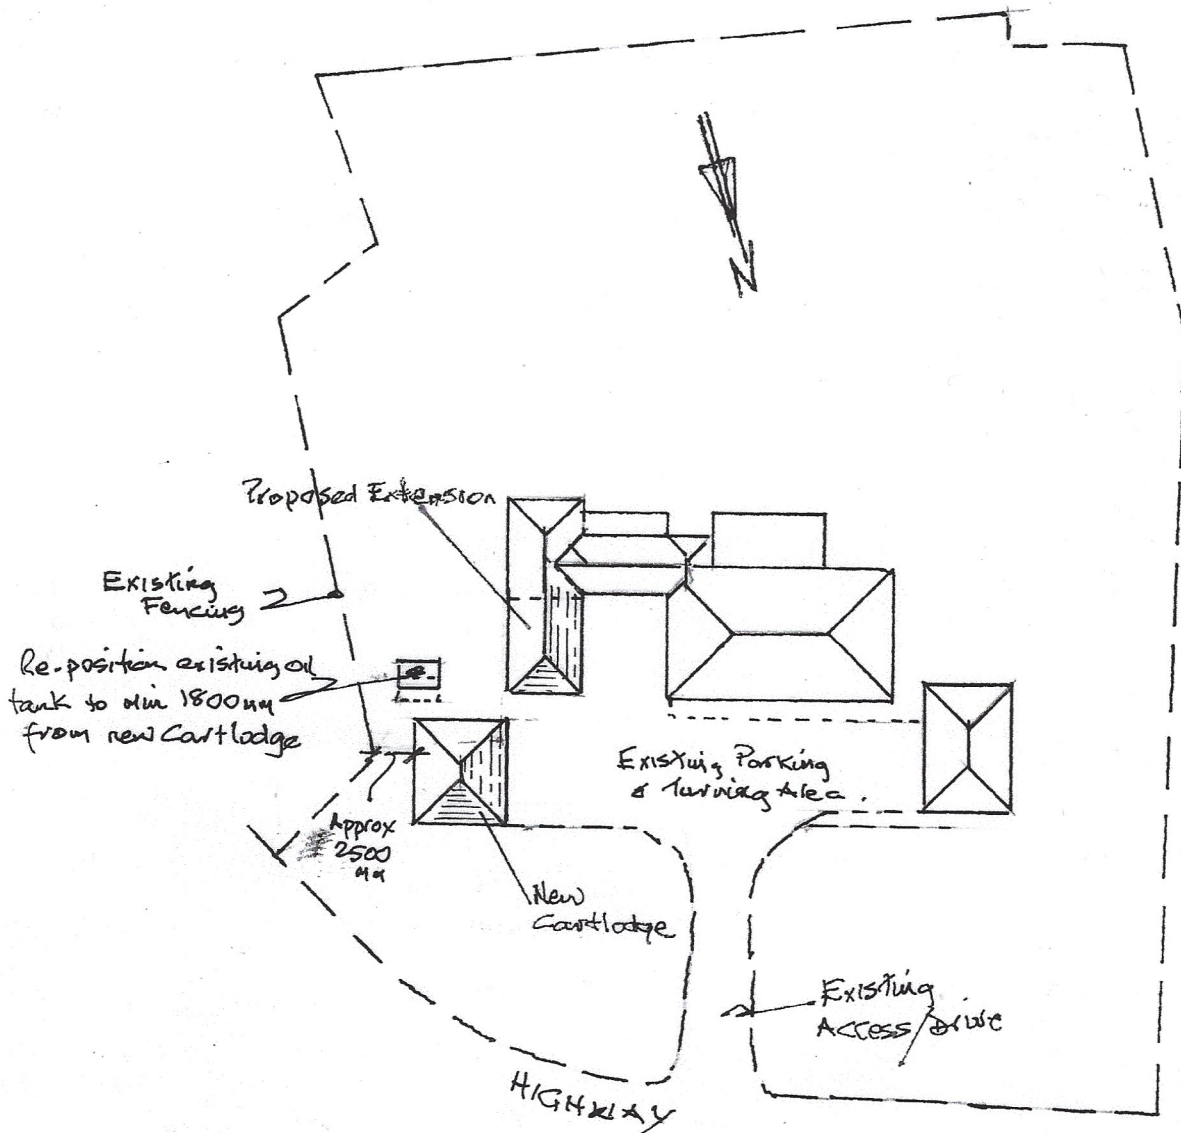 N
Proposed Extension
Existing
Fencing
Re-position existing oil
tank to min 1800mm
from new Cartlodge
Existing Parking
& Turning Area.
Approx
2500
mm
New
Cartlodge
Existing
Access/Drive
HIGHWAY